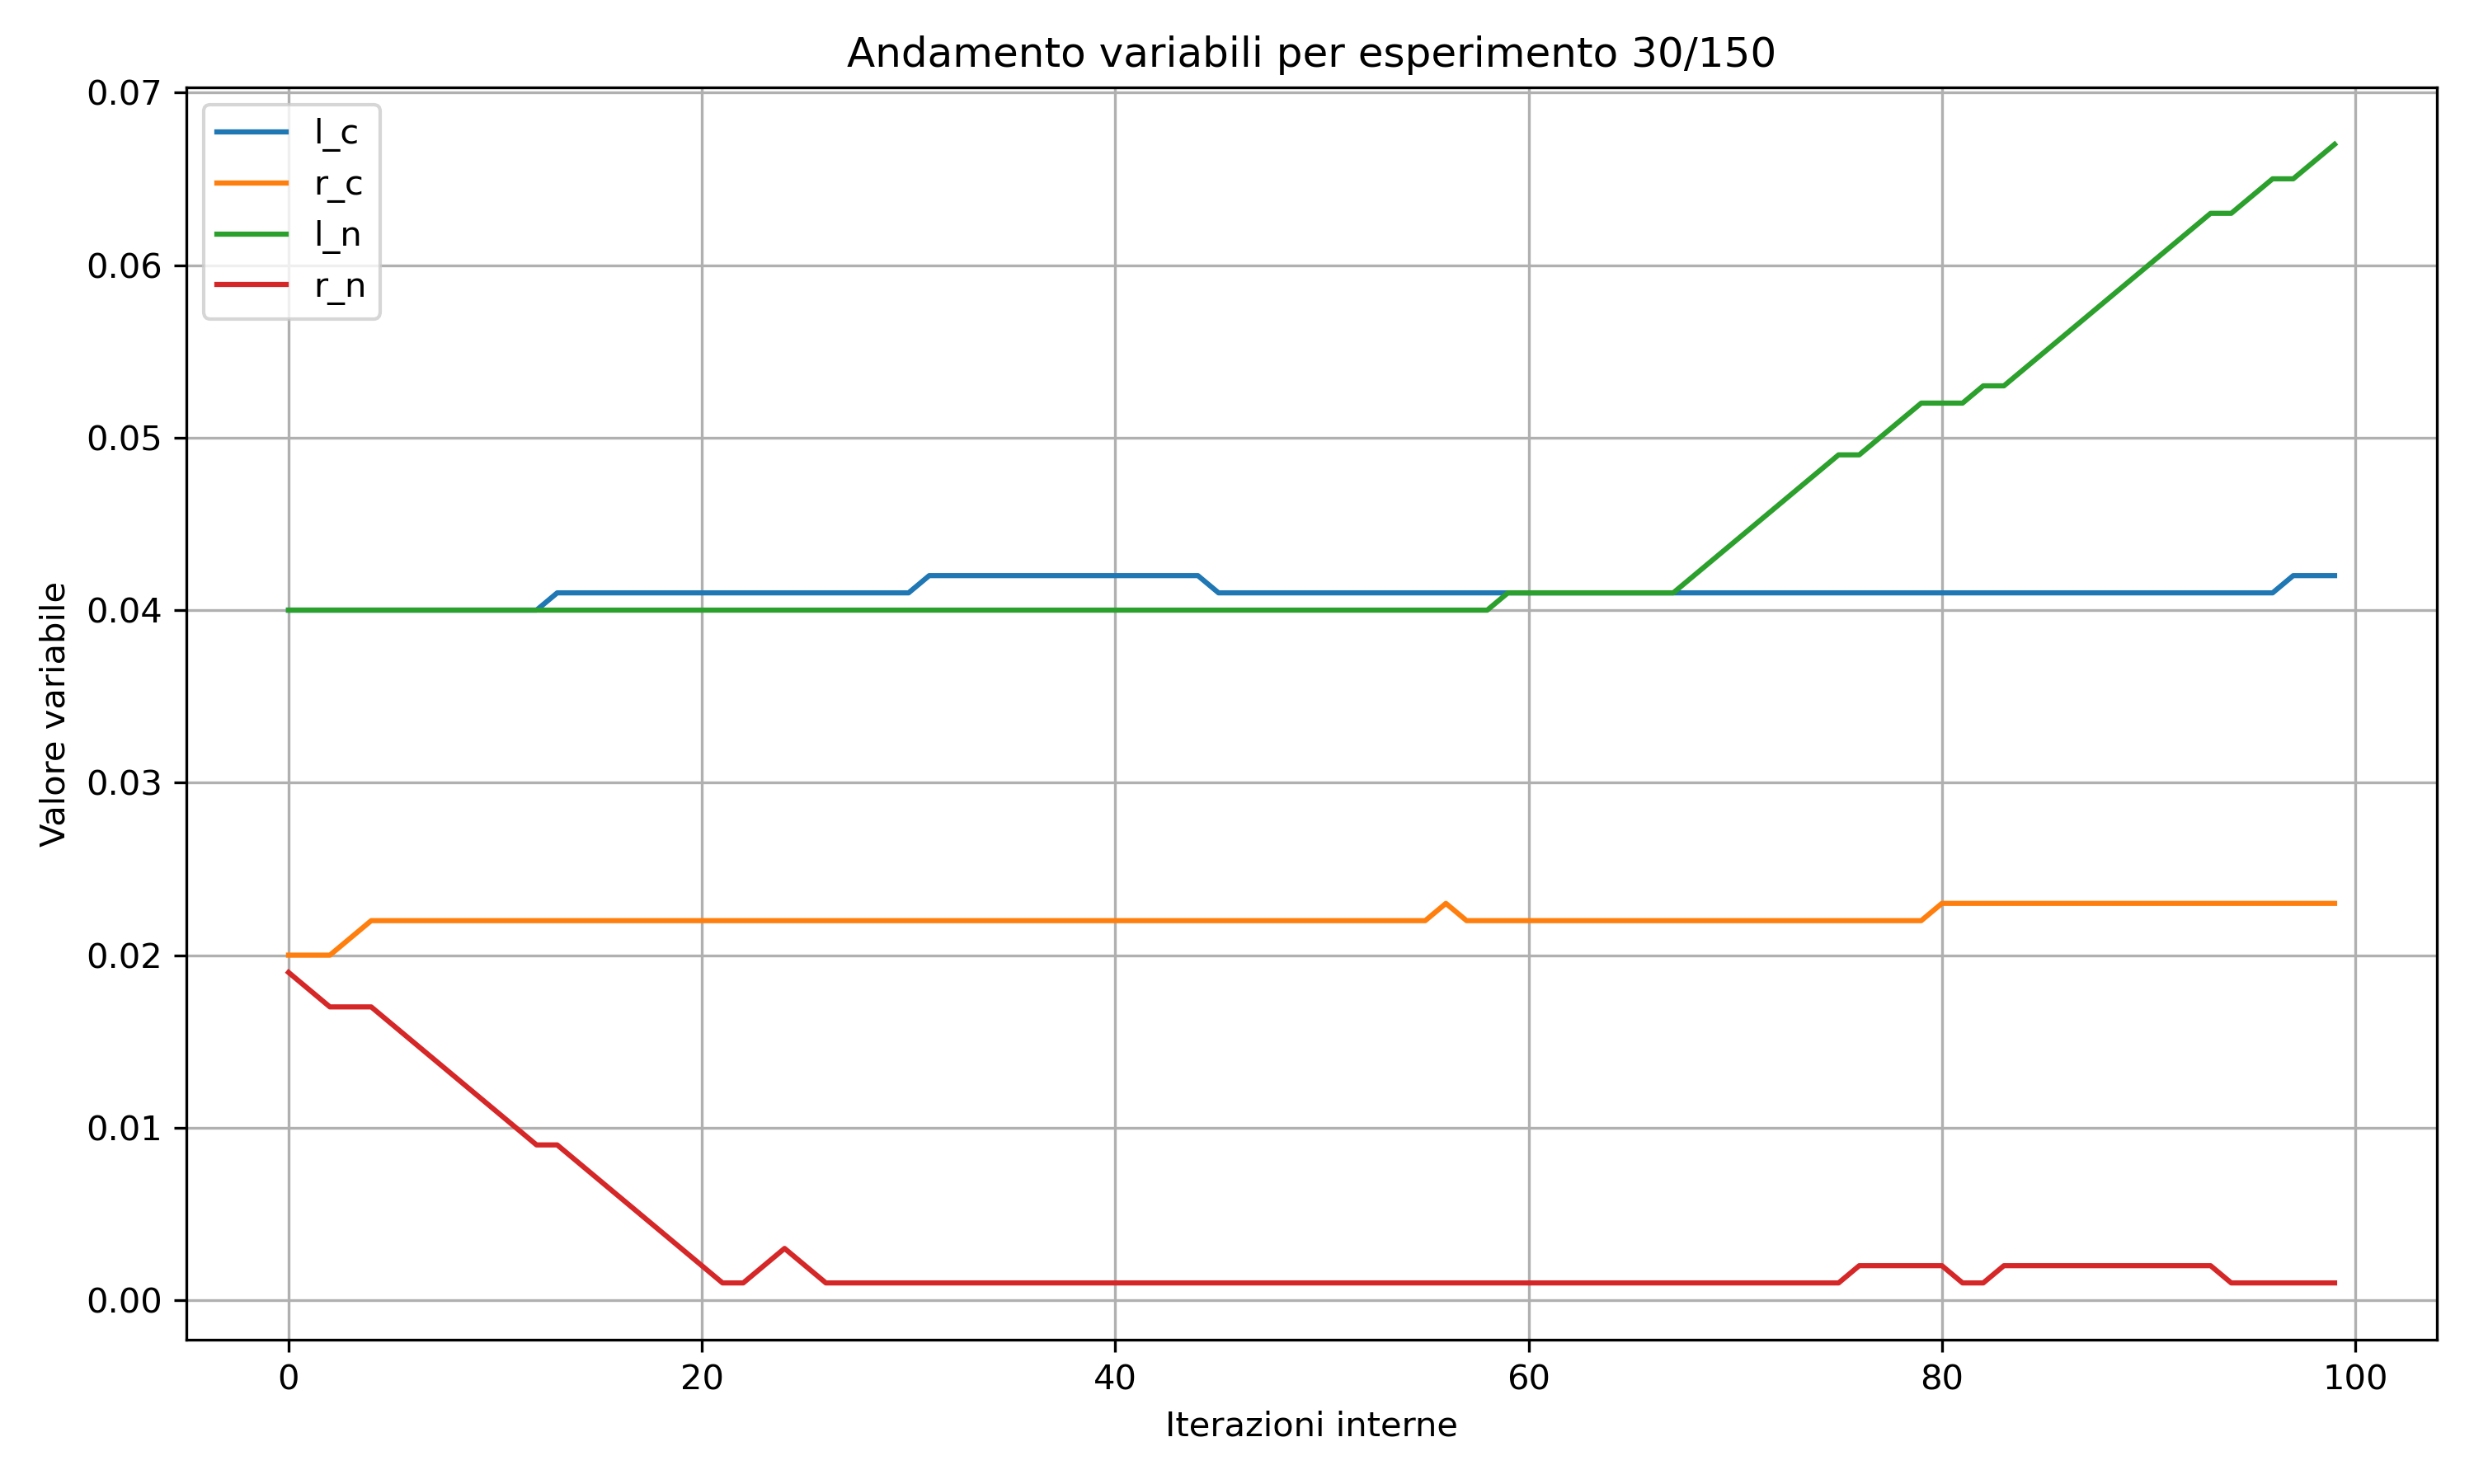 Andamento variabili per esperimento 30/150
0.07
0.06
0.05
0.04
0.03
0.02
0.01
0.00
Valore variabile
l_c
r_c
l_n
r_n
0 20 40 60 80 100
Iterazioni interne